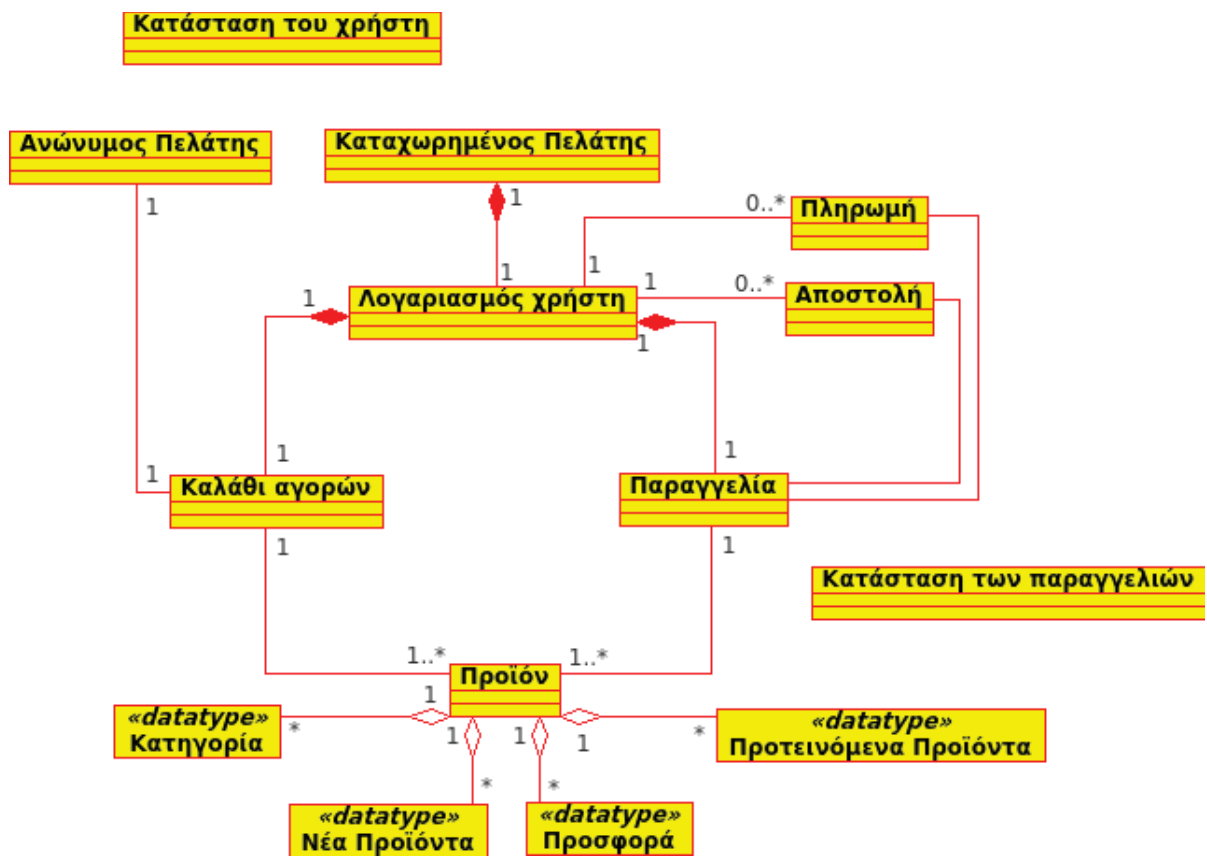 Κατάσταση του χρήστη
Ανώνυμος Πελάτης
Καταχωρημένος Πελάτης
1
1
0..*
Πληρωμή
1
1
1
0..*
Αποστολή
Λογαριασμός χρήστη
1
1
1
1
1
Καλάθι αγορών
Παραγγελία
1
1
Κατάσταση των παραγγελιών
1..*
1..*
Προϊόν
1
«datatype»
Κατηγορία
*
1
1
1
*
«datatype»
Προτεινόμενα Προϊόντα
*
*
«datatype»
Νέα Προϊόντα
«datatype»
Προσφορά